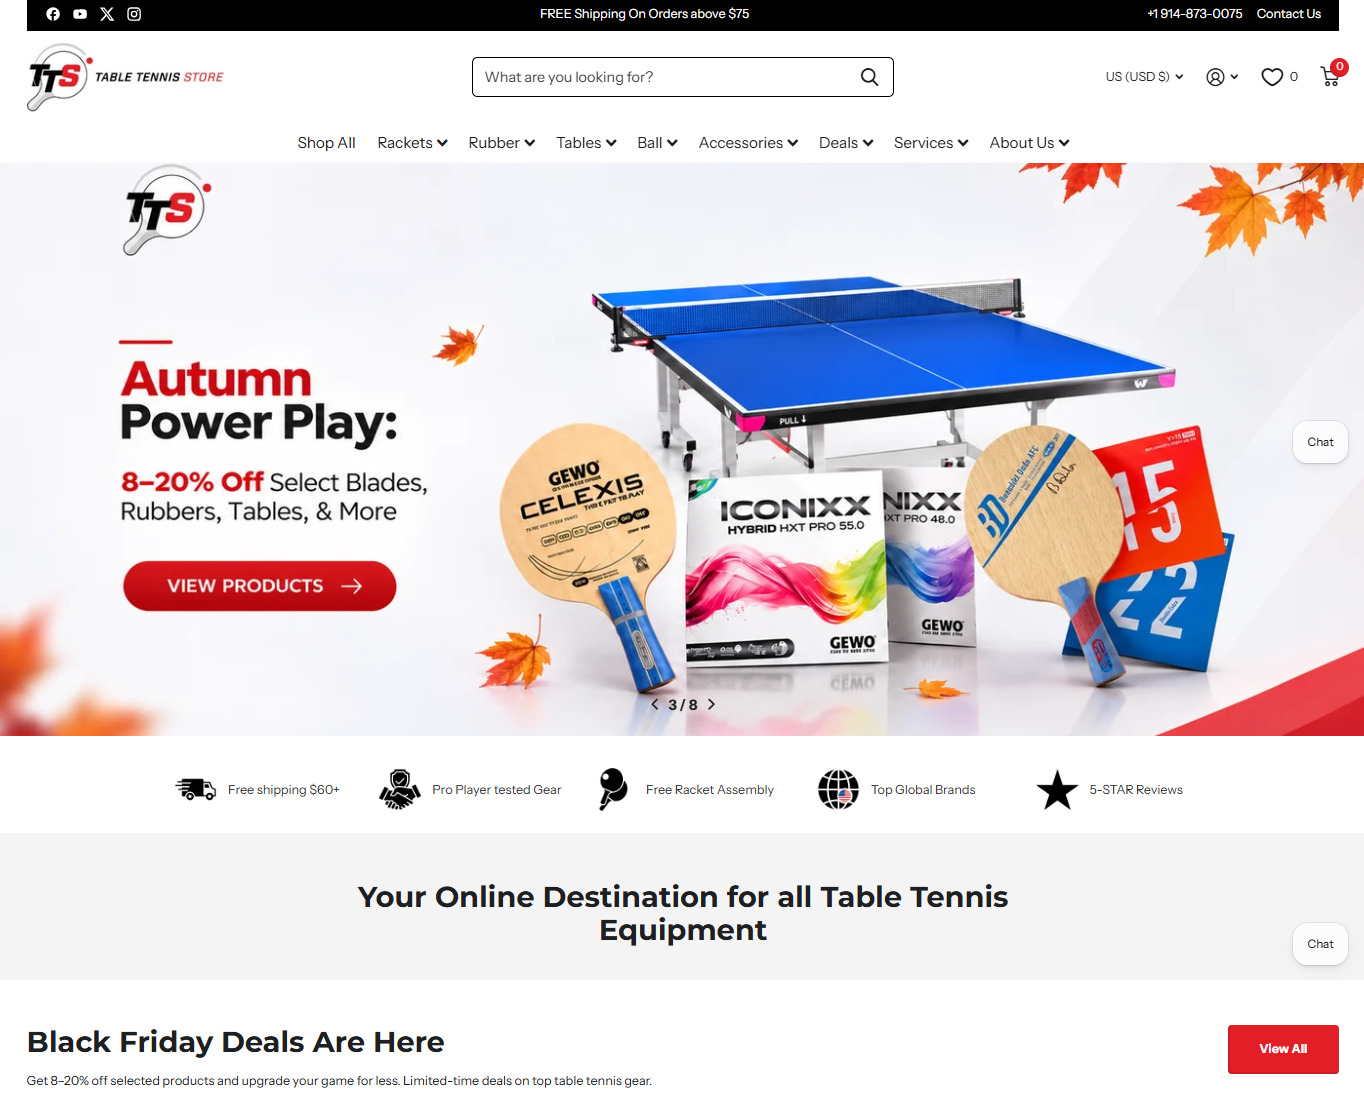 FREE Shipping On Orders above $75
+1 914-873-0075 Contact Us
TTS TABLE TENNIS STORE
What are you looking for?
US (USD $)
0
0
Shop All Rackets Rubber Tables Ball Accessories Deals Services About Us
TTS
Autumn
Power Play:
8–20% Off Select Blades,
Rubbers, Tables, & More
VIEW PRODUCTS
PULL
GEWO
CELEXIS
ICONIXX
HYBRID HXT PRO 55.0
GEWO
NIXX
HXT PRO 48.0
GEWO
BD
15
22
3 / 8
Chat
Free shipping $60+
Pro Player tested Gear
Free Racket Assembly
Top Global Brands
5-STAR Reviews
Your Online Destination for all Table Tennis
Equipment
Chat
Black Friday Deals Are Here
View All
Get 8–20% off selected products and upgrade your game for less. Limited-time deals on top table tennis gear.